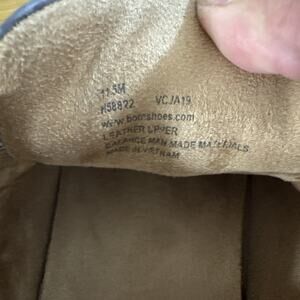 11.5M
H58822 VCJA19
www.bornshoes.com
LEATHER UPPER
BALANCE MAN MADE MATERIALS
MADE IN VIETNAM